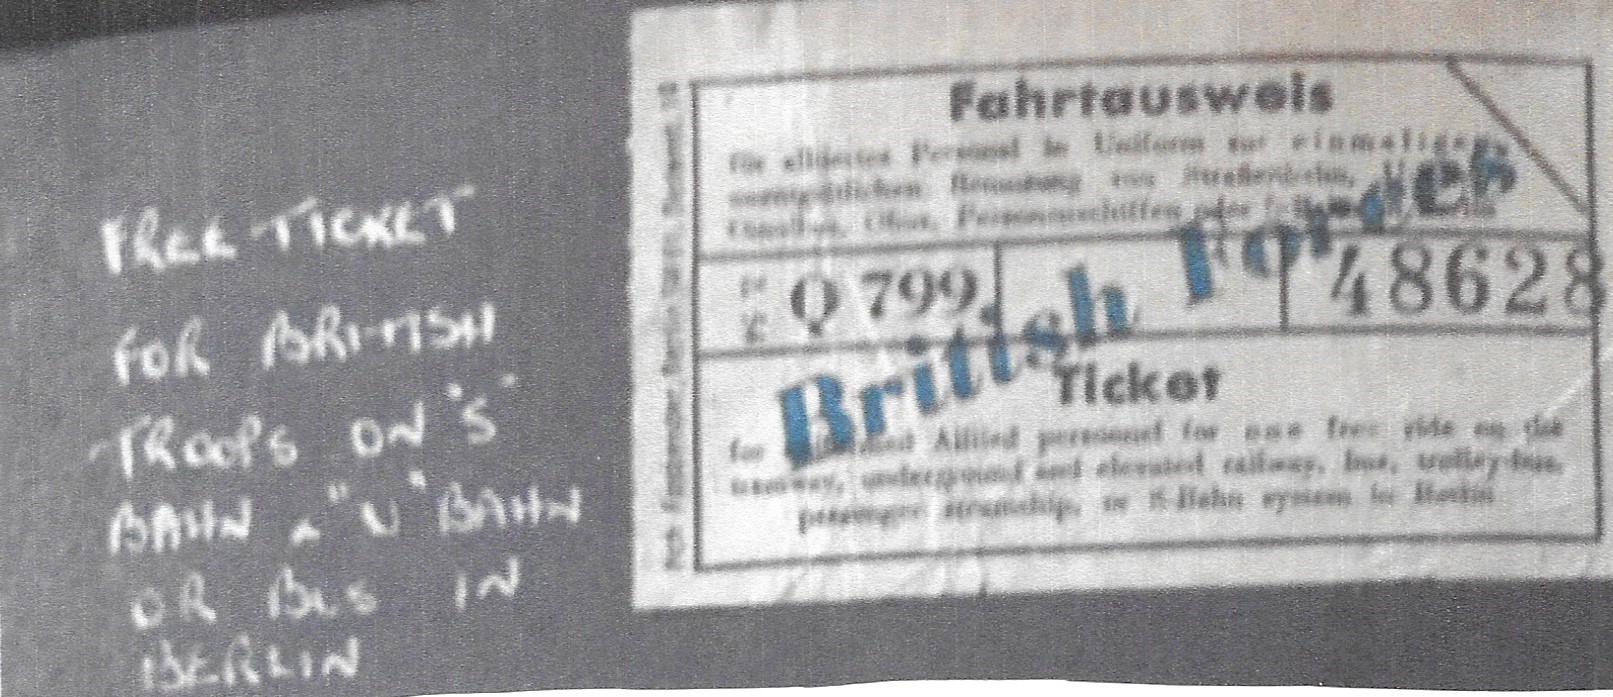 FREE TICKET
FOR BRITISH
TROOPS ON "S"
BAHN & "U" BAHN
OR BUS IN
BERLIN
Fahrtausweis
für alliiertes Personal in Uniform zur einmaligen
unentgeltlichen Benutzung von Straßenbahn,
Omnibus, Obus, Personenschiffen oder
Q 799
48628
British Forces
Ticket
for Allied personnel for one free ride on the
tramway, underground and elevated railway, bus, trolley-bus,
passenger steamship, or S-Bahn system in Berlin